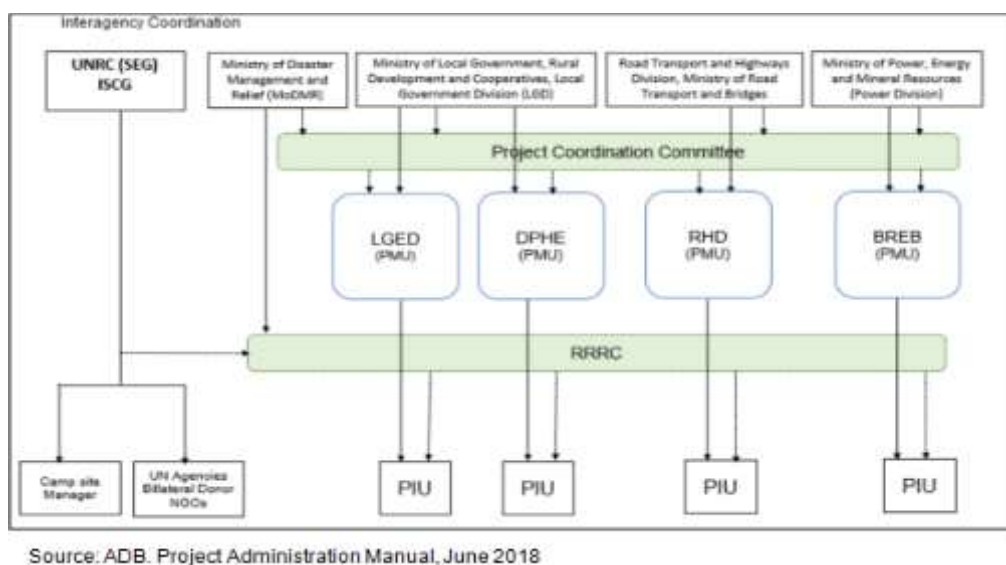 Interagency Coordination
UNRC (SEG)
ISCG
Ministry of Disaster
Management and
Relief (MoDMR)
Ministry of Local Government, Rural
Development and Cooperatives, Local
Government Division (LGD)
Road Transport and Highways
Division, Ministry of Road
Transport and Bridges
Ministry of Power, Energy
and Mineral Resources
(Power Division)
Project Coordination Committee
LGED
(PMU)
DPHE
(PMU)
RHD
(PMU)
BREB
(PMU)
RRRC
Camp site
Manager
UN Agencies
Billateral Donor
NGOs
PIU
PIU
PIU
PIU
Source: ADB. Project Administration Manual, June 2018